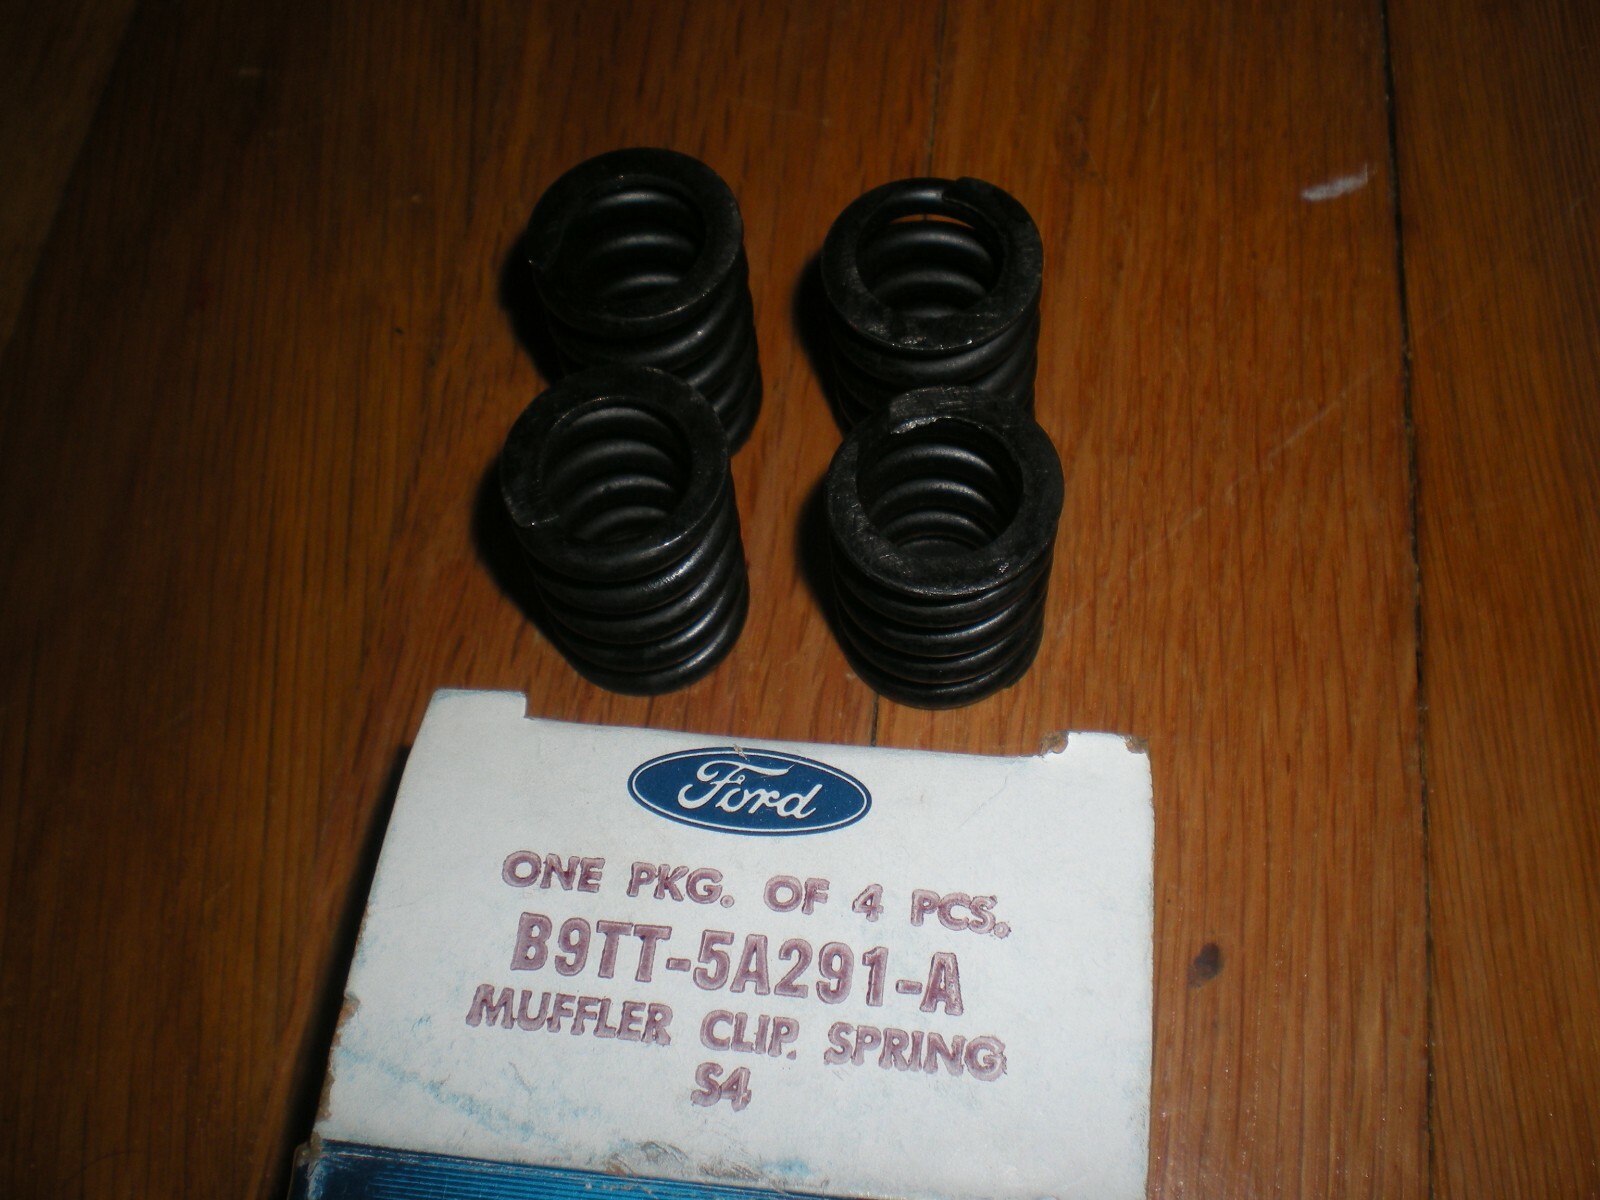 Ford
ONE PKG. OF 4 PCS.
B9TT-5A291-A
MUFFLER CLIP. SPRING
S4